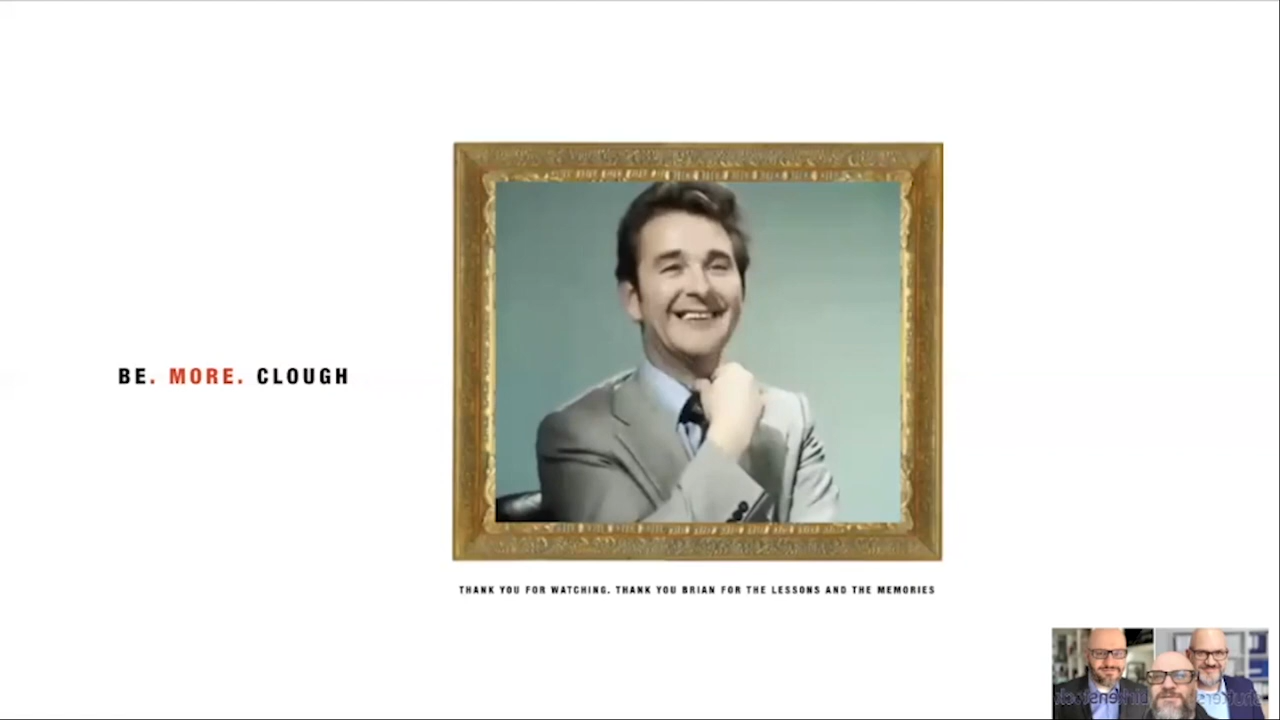 BE. MORE. CLOUGH
THANK YOU FOR WATCHING. THANK YOU BRIAN FOR THE LESSONS AND THE MEMORIES